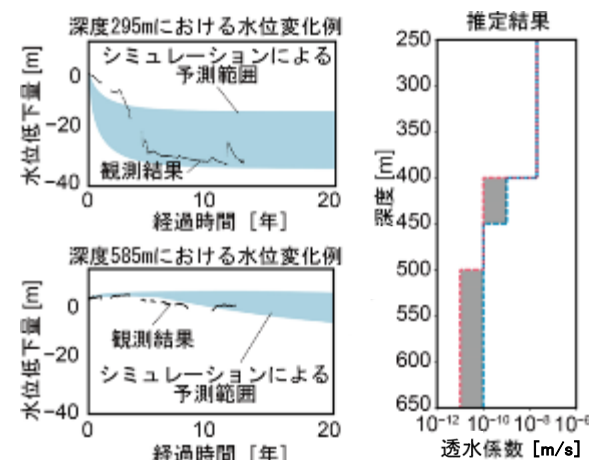 深度295mにおける水位変化例
水位低下量 [m]
0
-20
-40
シミュレーションによる
予測範囲
観測結果
0
10
20
経過時間 [年]
深度585mにおける水位変化例
水位低下量 [m]
0
-20
-40
観測結果
シミュレーションによる
予測範囲
0
10
20
経過時間 [年]
推定結果
深度[m]
250
300
350
400
450
500
550
600
650
10⁻¹² 10⁻¹⁰ 10⁻⁸ 10⁻⁶
透水係数 [m/s]